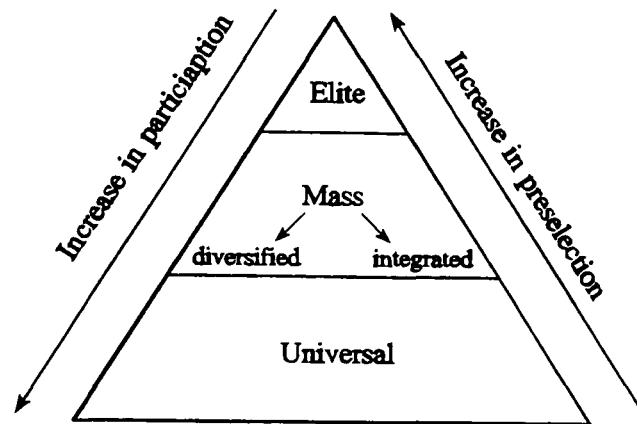 Increase in particiaption
Increase in preselection
Elite
Mass
diversified integrated
Universal